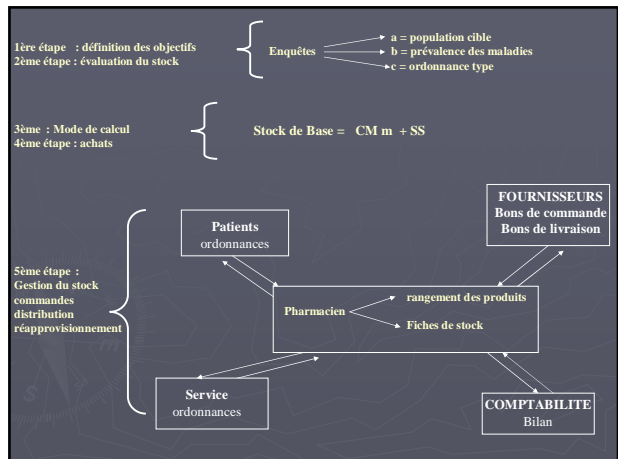 1ère étape : définition des objectifs
2ème étape : évaluation du stock
Enquêtes
a = population cible
b = prévalence des maladies
c = ordonnance type
3ème : Mode de calcul
4ème étape : achats
Stock de Base = CM m + SS
FOURNISSEURS
Bons de commande
Bons de livraison
Patients
ordonnances
5ème étape :
Gestion du stock
commandes
distribution
réapprovisionnement
Pharmacien
rangement des produits
Fiches de stock
Service
ordonnances
COMPTABILITE
Bilan